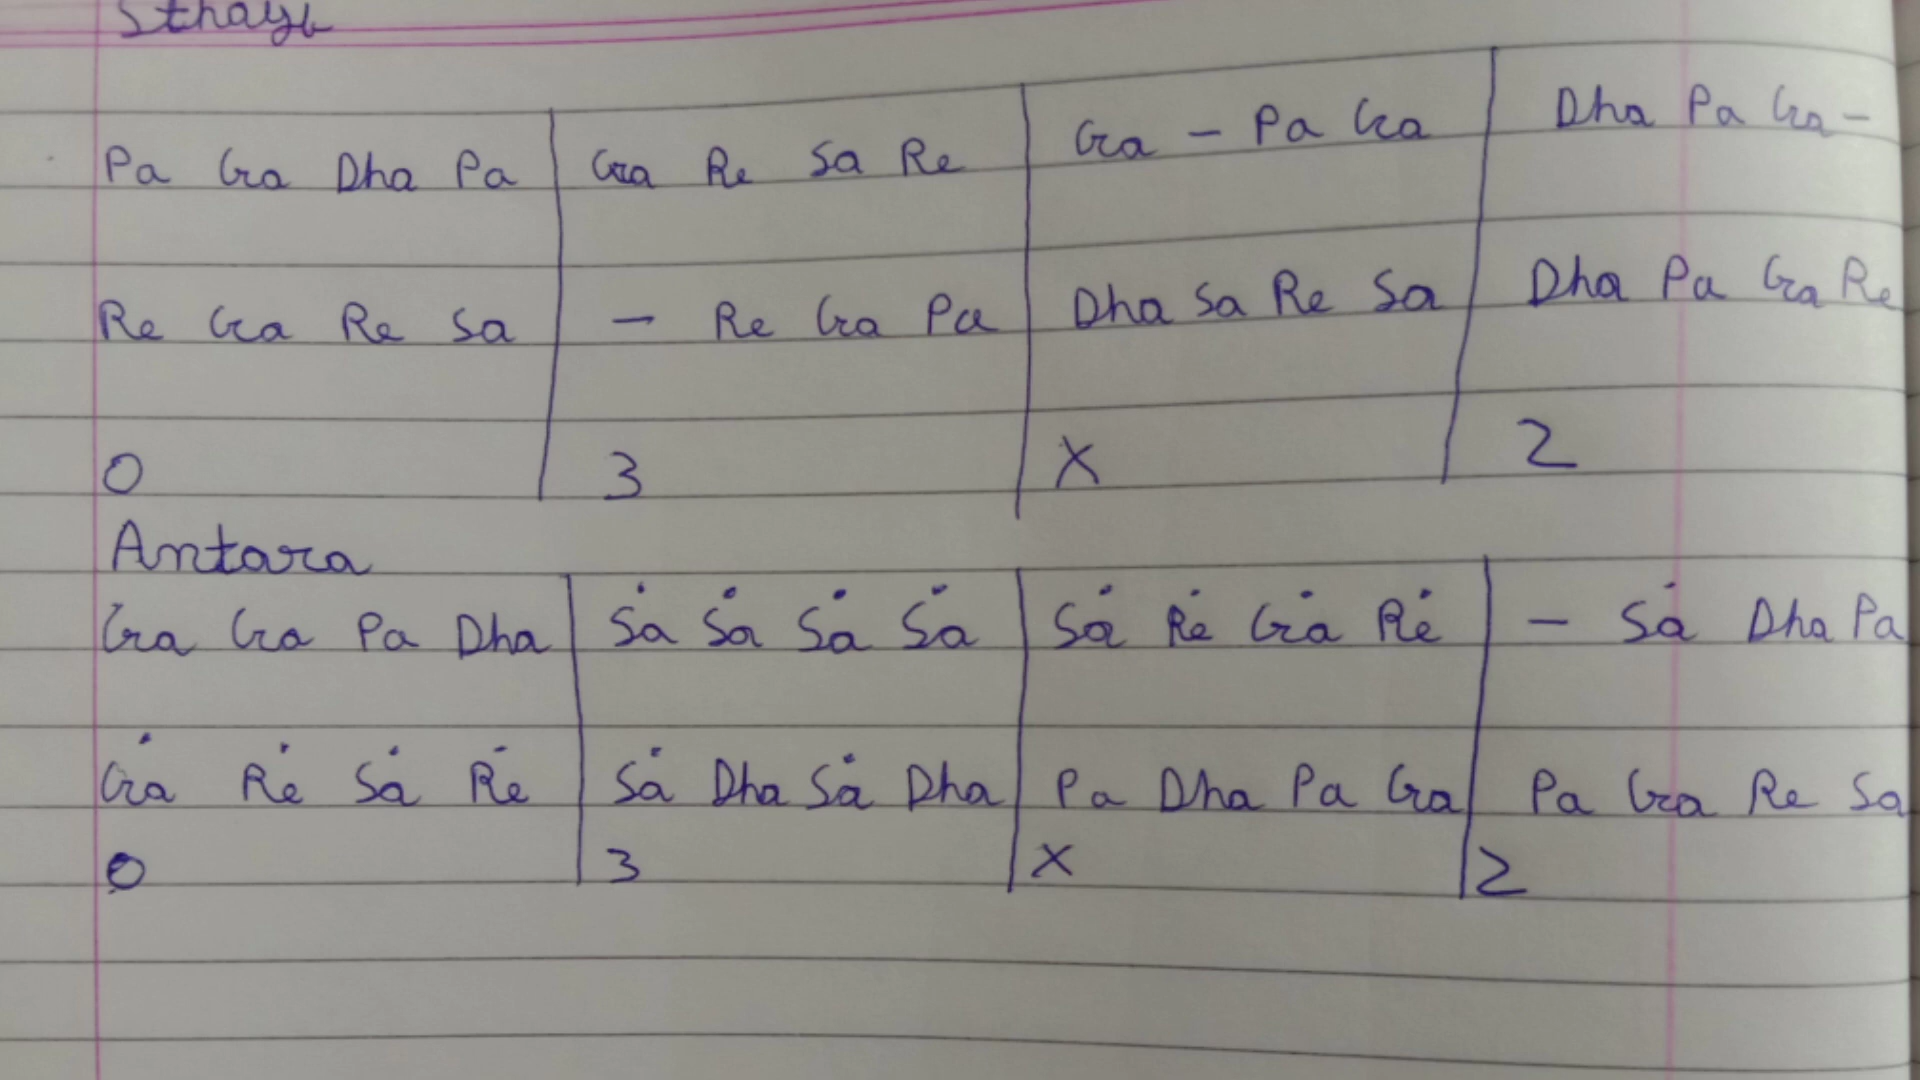 Sthayi
Pa Ga Dha Pa Ga Re Sa Re Ga – Pa Ga Dha Pa Ga –
Re Ga Re Sa – Re Ga Pa Dha Sa Re Sa Dha Pa Ga Re
0 3 X 2
Antara
Ga Ga Pa Dha Ṡa Ṡa Ṡa Ṡa Ṡa Ṙe Ġa Ṙe – Ṡa Dha Pa
Ġa Ṙe Ṡa Ṙe Ṡa Dha Ṡa Dha Pa Dha Pa Ga Pa Ga Re Sa
0 3 X 2